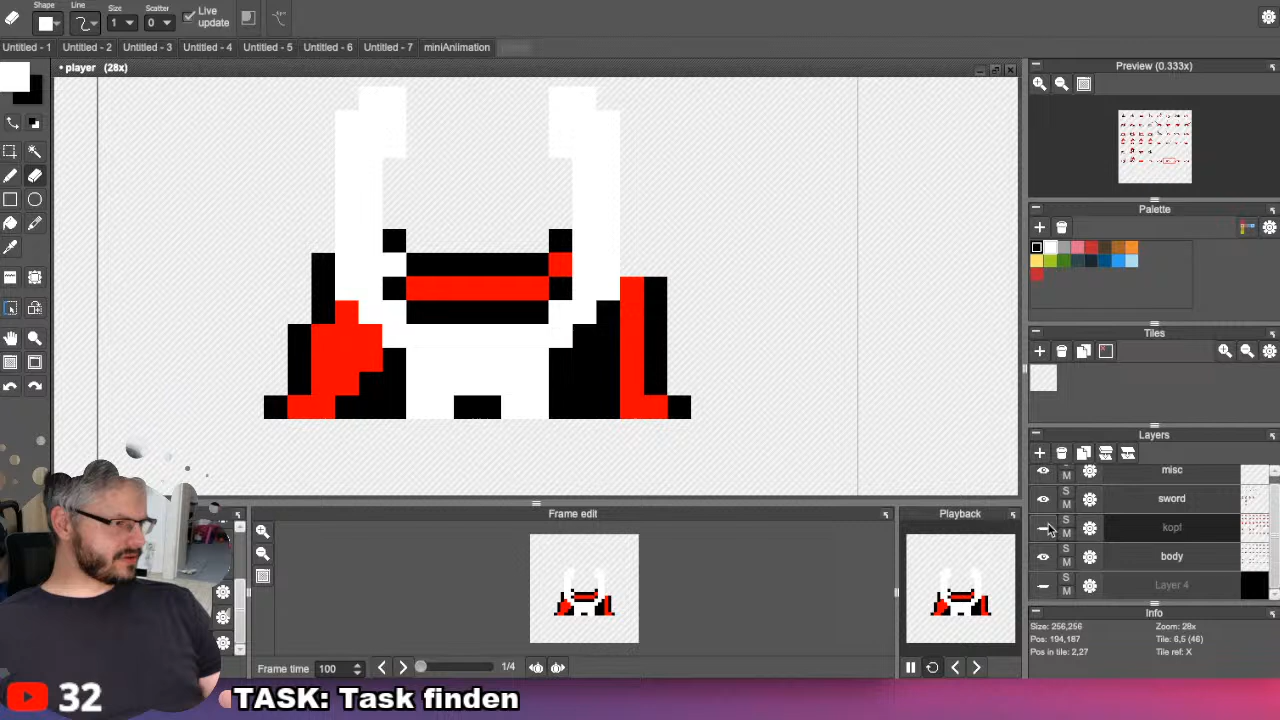 Shape
Line
Size
Scatter
Live update
1
0
Untitled - 1
Untitled - 2
Untitled - 3
Untitled - 4
Untitled - 5
Untitled - 6
Untitled - 7
miniAniimation
• player (28x)
Preview (0.333x)
Palette
Tiles
Layers
S
M
misc
S
M
sword
S
M
kopf
S
M
body
S
M
Layer 4
Info
Size: 256,256
Zoom: 28x
Pos: 194,187
Tile: 6,5 (46)
Pos in tile: 2,27
Tile ref: X
Frame edit
Playback
Frame time
100
1/4
32
TASK: Task finden